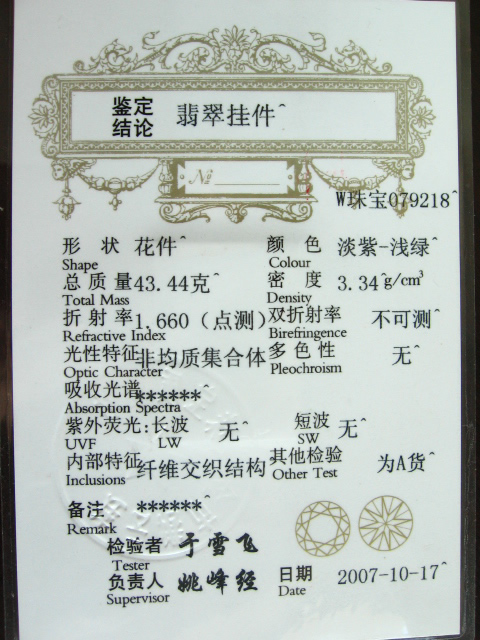 鉴定结论 翡翠挂件^
№
W珠宝079218^
形状 花件^ 颜色 淡紫-浅绿^
Shape Colour
总质量 43.44克^ 密度 3.34^g/cm³
Total Mass Density
折射率 1.660（点测） 双折射率 不可测^
Refractive Index Birefringence
光性特征 非均质集合体 多色性 无^
Optic Character Pleochroism
吸收光谱 ******^
Absorption Spectra
紫外荧光:长波 无^ 短波 无^
UVF LW SW
内部特征 纤维交织结构^ 其他检验 为A货^
Inclusions Other Test
备注 ******^
Remark
检验者 于雪飞
Tester
负责人 姚峰经 日期 2007-10-17^
Supervisor Date